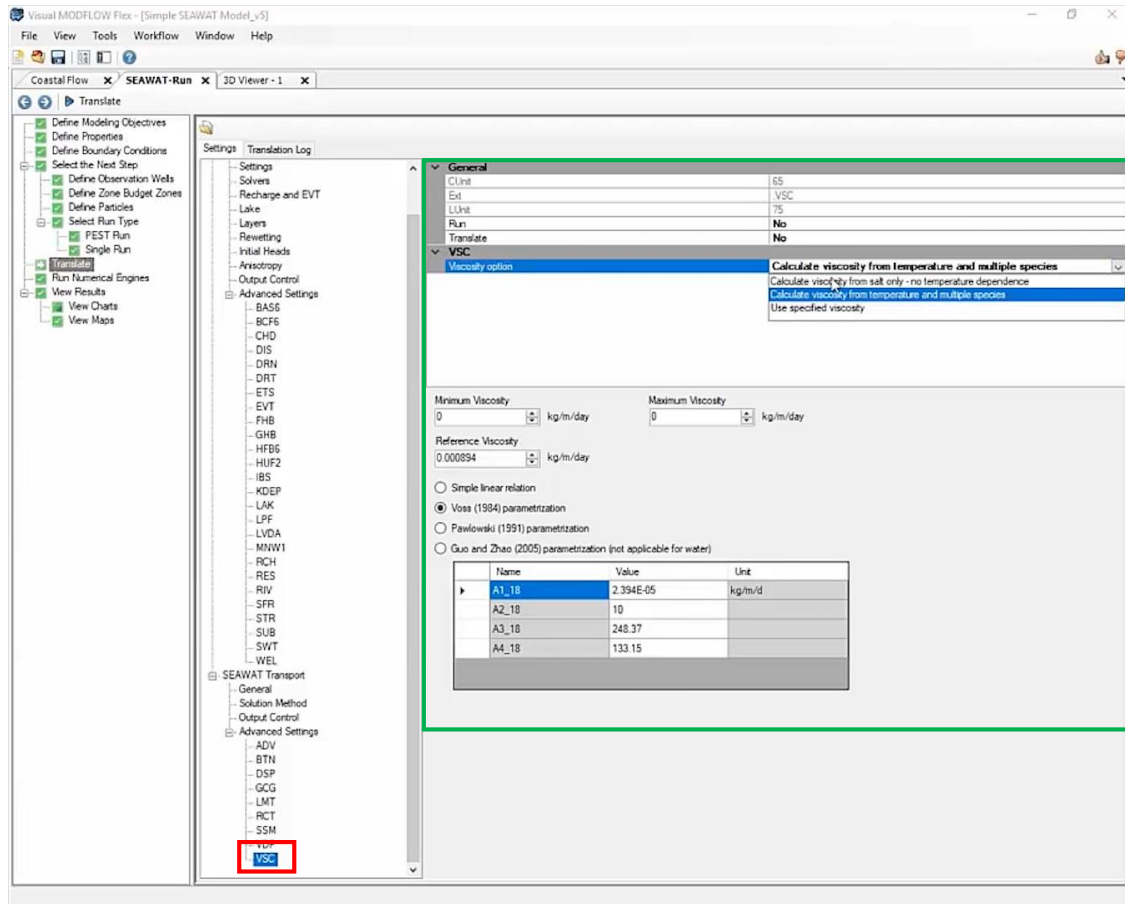 Visual MODFLOW Flex - [Simple SEAWAT Model_v5]
File View Tools Workflow Window Help
Coastal Flow x SEAWAT-Run x 3D Viewer - 1 x
Translate
Define Modeling Objectives
Define Properties
Define Boundary Conditions
Select the Next Step
Define Observation Wells
Define Zone Budget Zones
Define Particles
Select Run Type
PEST Run
Single Run
Translate
Run Numerical Engines
View Results
View Charts
View Maps
Settings Translation Log
Settings
Solvers
Recharge and EVT
Lake
Layers
Rewetting
Initial Heads
Anisotropy
Output Control
Advanced Settings
BAS6
BCF6
CHD
DIS
DRN
DRT
ETS
EVT
FHB
GHB
HFB6
HUF2
IBS
KDEP
LAK
LPF
LVDA
MNW1
RCH
RES
RIV
SFR
STR
SUB
SWT
WEL
SEAWAT Transport
General
Solution Method
Output Control
Advanced Settings
ADV
BTN
DSP
GCG
LMT
RCT
SSM
VDF
VSC
General
CUnit 65
Ext .VSC
LUnit 75
Run No
Translate No
VSC
Viscosity option Calculate viscosity from temperature and multiple species
Calculate viscosity from salt only - no temperature dependence
Calculate viscosity from temperature and multiple species
Use specified viscosity
Minimum Viscosity Maximum Viscosity
0 kg/m/day 0 kg/m/day
Reference Viscosity
0.000894 kg/m/day
Simple linear relation
Voss (1984) parametrization
Pawlowski (1991) parametrization
Guo and Zhao (2005) parametrization (not applicable for water)
Name Value Unit
A1_18 2.394E-05 kg/m/d
A2_18 10
A3_18 248.37
A4_18 133.15